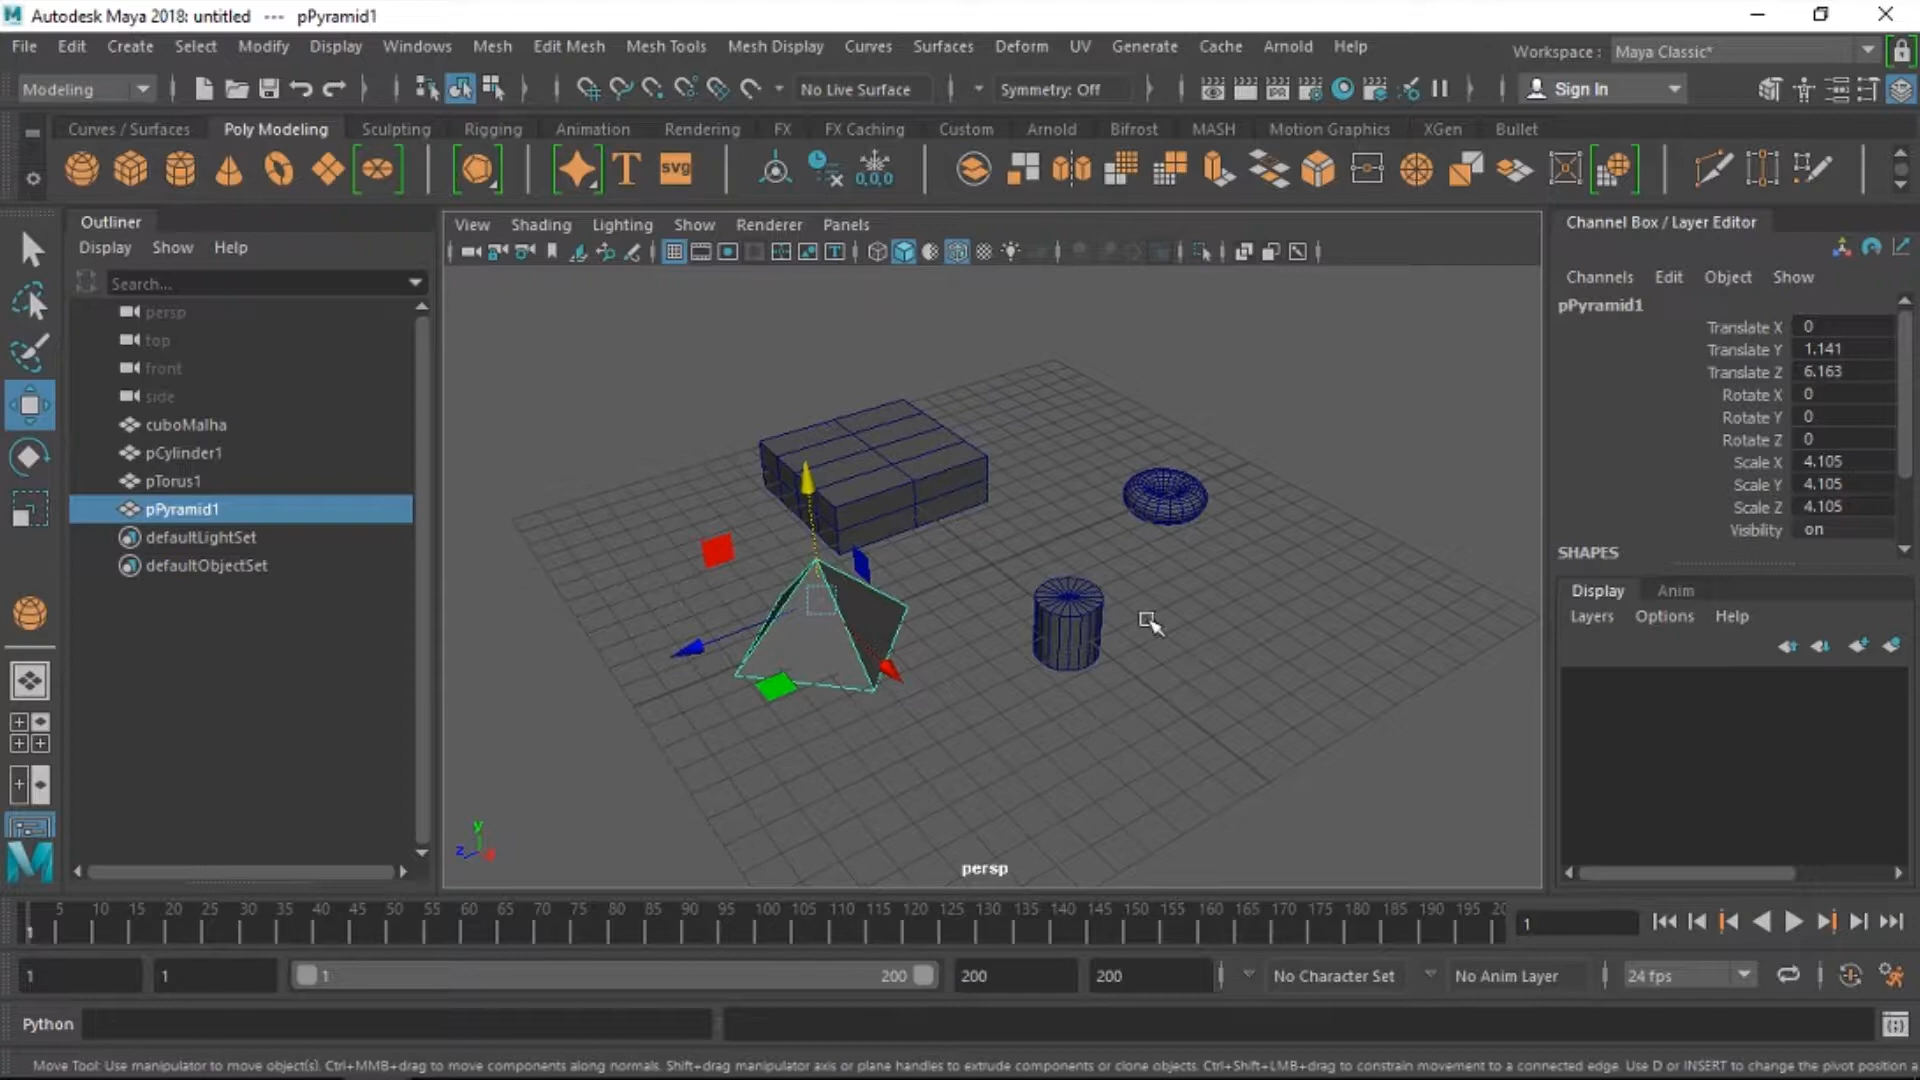 Autodesk Maya 2018: untitled --- pPyramid1
File Edit Create Select Modify Display Windows Mesh Edit Mesh Mesh Tools Mesh Display Curves Surfaces Deform UV Generate Cache Arnold Help
Workspace : Maya Classic*
Modeling No Live Surface Symmetry: Off IPR Sign In
Curves / Surfaces Poly Modeling Sculpting Rigging Animation Rendering FX FX Caching Custom Arnold Bifrost MASH Motion Graphics XGen Bullet
T svg 0,0,0
Outliner
Display Show Help
Search...
persp
top
front
side
cuboMalha
pCylinder1
pTorus1
pPyramid1
defaultLightSet
defaultObjectSet
View Shading Lighting Show Renderer Panels
y
z
persp
Channel Box / Layer Editor
Channels Edit Object Show
pPyramid1
Translate X 0
Translate Y 1.141
Translate Z 6.163
Rotate X 0
Rotate Y 0
Rotate Z 0
Scale X 4.105
Scale Y 4.105
Scale Z 4.105
Visibility on
SHAPES
Display Anim
Layers Options Help
5 10 15 20 25 30 35 40 45 50 55 60 65 70 75 80 85 90 95 100 105 110 115 120 125 130 135 140 145 150 155 160 165 170 175 180 185 190 195 20
1
1
1 1 1 200 200 200 No Character Set No Anim Layer 24 fps
Python
Move Tool: Use manipulator to move object(s). Ctrl+MMB+drag to move components along normals. Shift+drag manipulator axis or plane handles to extrude components or clone objects. Ctrl+Shift+LMB+drag to constrain movement to a connected edge. Use D or INSERT to change the pivot position a